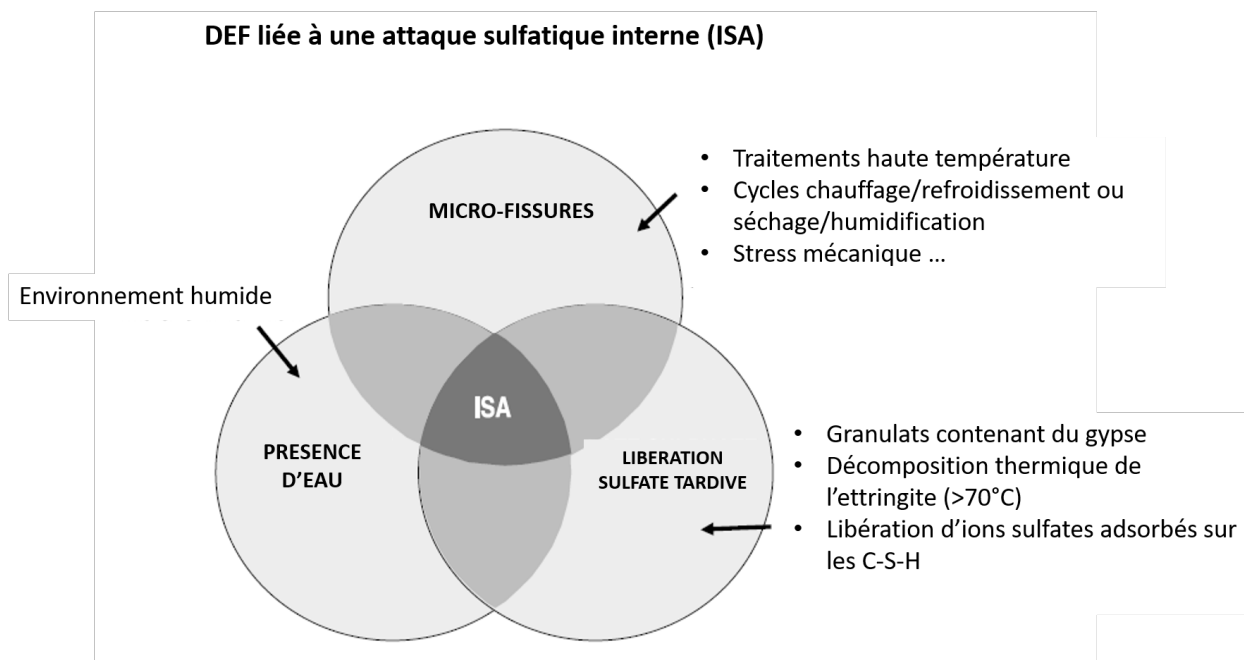 DEF liée à une attaque sulfatique interne (ISA)
MICRO-FISSURES
• Traitements haute température
• Cycles chauffage/refroidissement ou
séchage/humidification
• Stress mécanique ...
Environnement humide
ISA
PRESENCE
D'EAU
LIBERATION
SULFATE TARDIVE
• Granulats contenant du gypse
• Décomposition thermique de
l'ettringite (>70°C)
• Libération d'ions sulfates adsorbés sur
les C-S-H